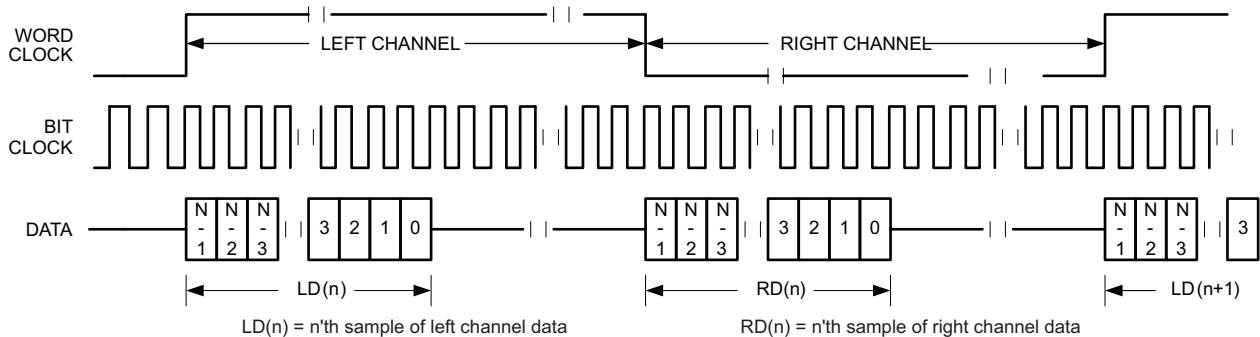 WORD
CLOCK
LEFT CHANNEL
RIGHT CHANNEL
BIT
CLOCK
DATA
N-1
N-2
N-3
3
2
1
0
N-1
N-2
N-3
3
2
1
0
N-1
N-2
N-3
3
LD(n)
RD(n)
LD(n+1)
LD(n) = n'th sample of left channel data
RD(n) = n'th sample of right channel data